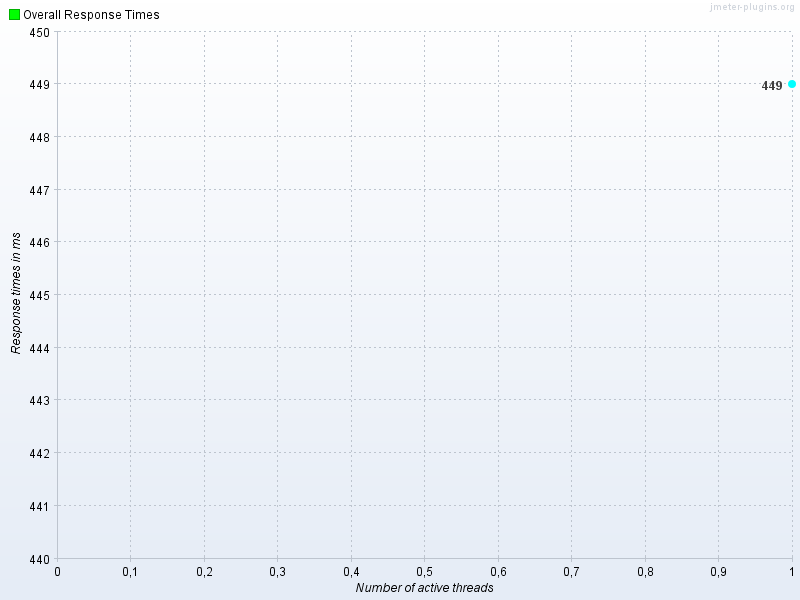 jmeter-plugins.org
Overall Response Times
450
449
449
448
447
446
445
444
443
442
441
440
Response times in ms
0 0,1 0,2 0,3 0,4 0,5 0,6 0,7 0,8 0,9 1
Number of active threads